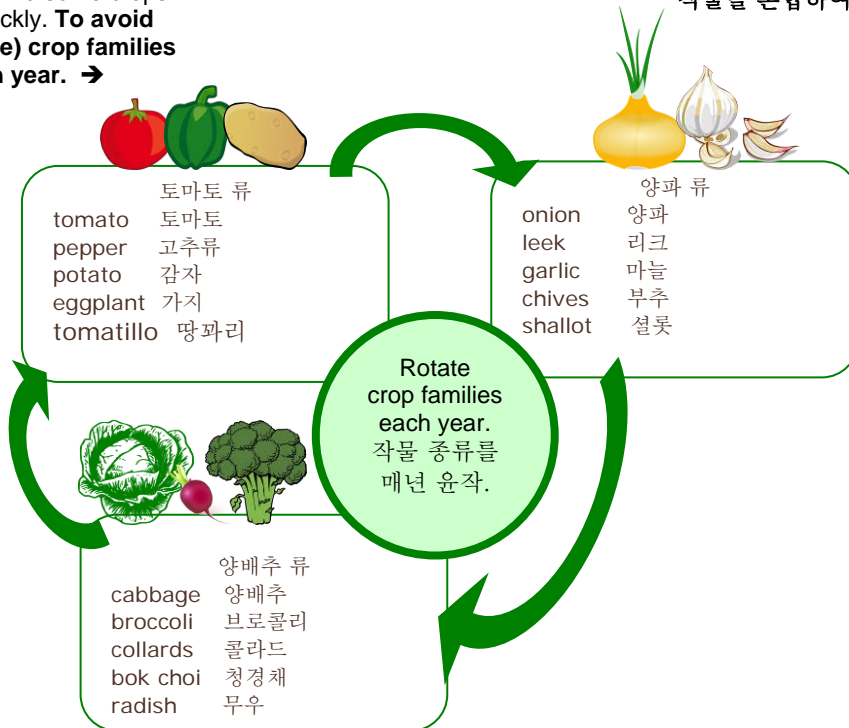 ckly. To avoid
e) crop families
year. →
토마토 류
tomato 토마토
pepper 고추류
potato 감자
eggplant 가지
tomatillo 땅꽈리
양파 류
onion 양파
leek 리크
garlic 마늘
chives 부추
shallot 셜롯
Rotate
crop families
each year.
작물 종류를
매년 윤작.
양배추 류
cabbage 양배추
broccoli 브로콜리
collards 콜라드
bok choi 청경채
radish 무우